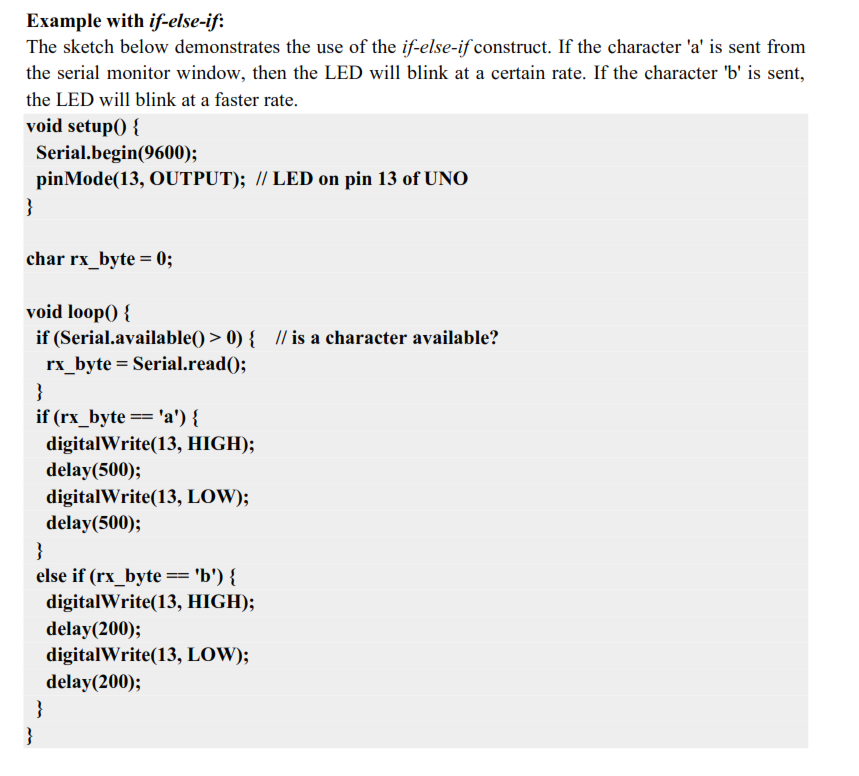 Example with if-else-if:
The sketch below demonstrates the use of the if-else-if construct. If the character 'a' is sent from
the serial monitor window, then the LED will blink at a certain rate. If the character 'b' is sent,
the LED will blink at a faster rate.
void setup() {
Serial.begin(9600);
pinMode(13, OUTPUT); // LED on pin 13 of UNO
}
char rx_byte = 0;
void loop() {
if (Serial.available() > 0) { // is a character available?
rx_byte = Serial.read();
}
if (rx_byte == 'a') {
digitalWrite(13, HIGH);
delay(500);
digitalWrite(13, LOW);
delay(500);
}
else if (rx_byte == 'b') {
digitalWrite(13, HIGH);
delay(200);
digitalWrite(13, LOW);
delay(200);
}
}